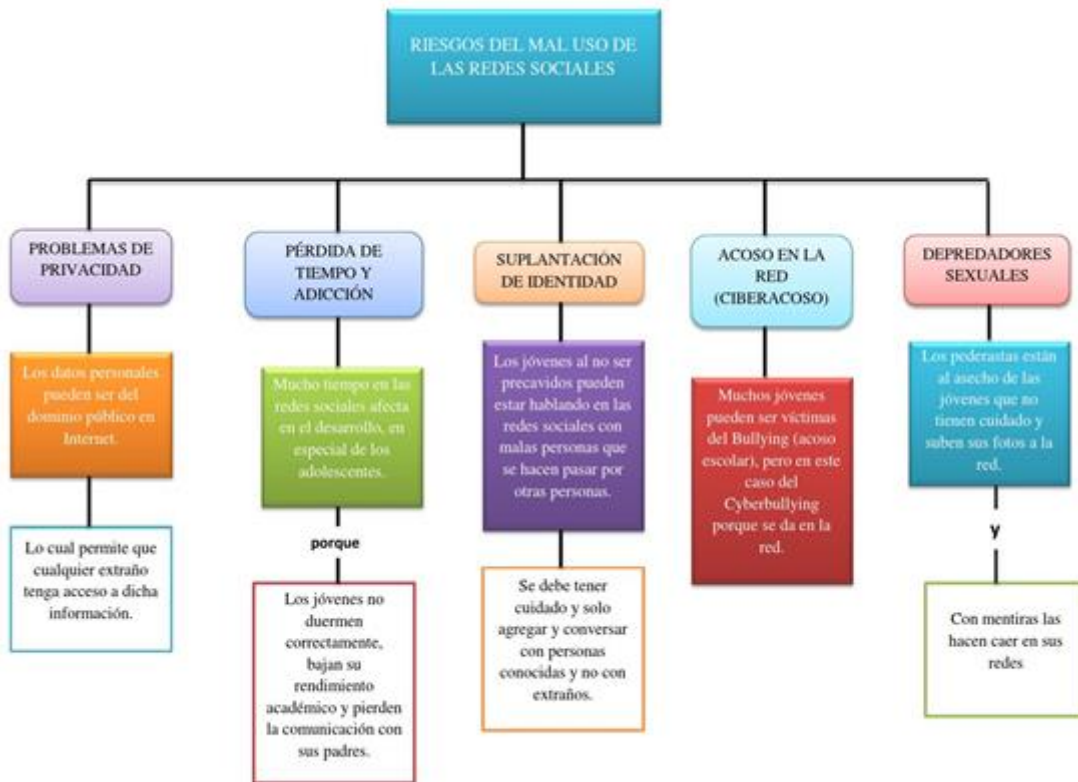 RIESGOS DEL MAL USO DE
LAS REDES SOCIALES
PROBLEMAS DE
PRIVACIDAD
Los datos personales
pueden ser del
dominio público en
Internet.
Lo cual permite que
cualquier extraño
tenga acceso a dicha
información.
PÉRDIDA DE
TIEMPO Y
ADICCIÓN
Mucho tiempo en las
redes sociales afecta
en el desarrollo, en
especial de los
adolescentes.
porque
Los jóvenes no
duermen
correctamente,
bajan su
rendimiento
académico y pierden
la comunicación con
sus padres.
SUPLANTACIÓN
DE IDENTIDAD
Los jóvenes al no ser
precavidos pueden
estar hablando en las
redes sociales con
malas personas que
se hacen pasar por
otras personas.
Se debe tener
cuidado y solo
agregar y conversar
con personas
conocidas y no con
extraños.
ACOSO EN LA
RED
(CIBERACOSO)
Muchos jóvenes
pueden ser víctimas
del Bullying (acoso
escolar), pero en este
caso del
Cyberbullying
porque se da en la
red.
DEPREDADORES
SEXUALES
Los pederastas están
al asecho de las
jóvenes que no
tienen cuidado y
suben sus fotos a la
red.
y
Con mentiras las
hacen caer en sus
redes